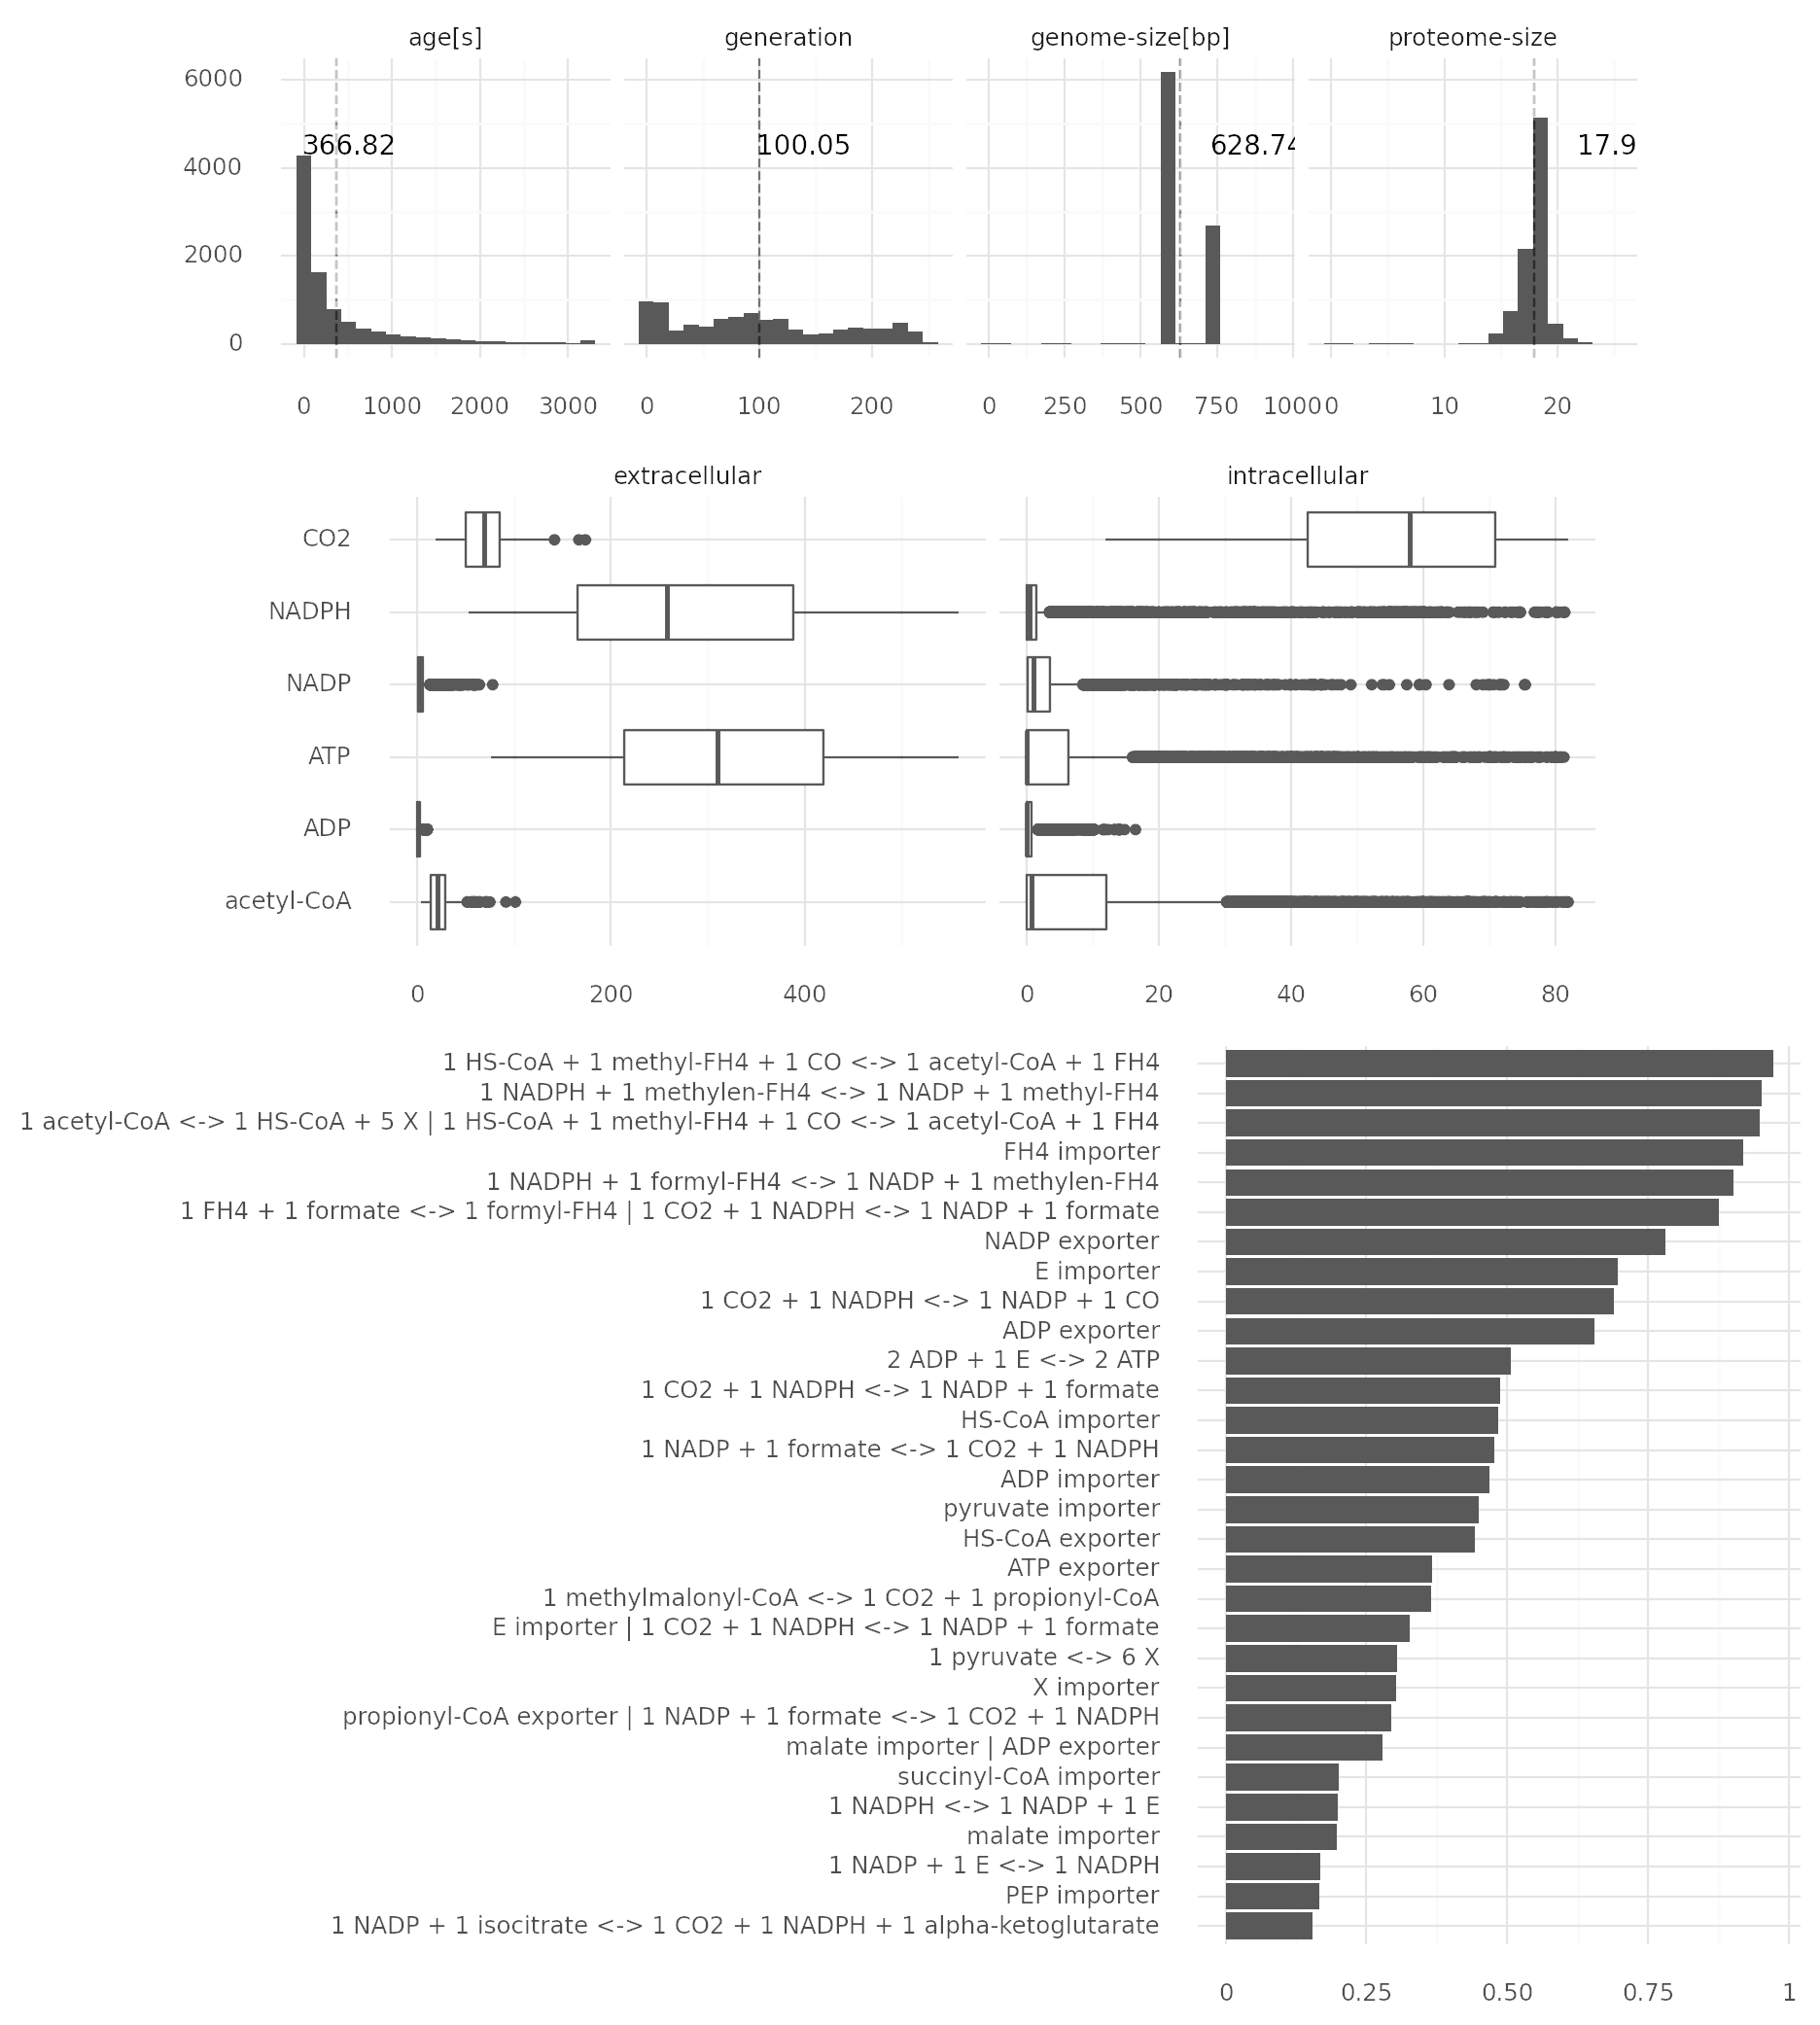 age[s] generation genome-size[bp] proteome-size
6000
366.82 100.05 628.74 17.9
4000
2000
0
0 1000 2000 3000 0 100 200 0 250 500 750 1000 0 10 20
extracellular intracellular
CO2
NADPH
NADP
ATP
ADP
acetyl-CoA
0 200 400 0 20 40 60 80
1 HS-CoA + 1 methyl-FH4 + 1 CO <-> 1 acetyl-CoA + 1 FH4
1 NADPH + 1 methylen-FH4 <-> 1 NADP + 1 methyl-FH4
1 acetyl-CoA <-> 1 HS-CoA + 5 X | 1 HS-CoA + 1 methyl-FH4 + 1 CO <-> 1 acetyl-CoA + 1 FH4
FH4 importer
1 NADPH + 1 formyl-FH4 <-> 1 NADP + 1 methylen-FH4
1 FH4 + 1 formate <-> 1 formyl-FH4 | 1 CO2 + 1 NADPH <-> 1 NADP + 1 formate
NADP exporter
E importer
1 CO2 + 1 NADPH <-> 1 NADP + 1 CO
ADP exporter
2 ADP + 1 E <-> 2 ATP
1 CO2 + 1 NADPH <-> 1 NADP + 1 formate
HS-CoA importer
1 NADP + 1 formate <-> 1 CO2 + 1 NADPH
ADP importer
pyruvate importer
HS-CoA exporter
ATP exporter
1 methylmalonyl-CoA <-> 1 CO2 + 1 propionyl-CoA
E importer | 1 CO2 + 1 NADPH <-> 1 NADP + 1 formate
1 pyruvate <-> 6 X
X importer
propionyl-CoA exporter | 1 NADP + 1 formate <-> 1 CO2 + 1 NADPH
malate importer | ADP exporter
succinyl-CoA importer
1 NADPH <-> 1 NADP + 1 E
malate importer
1 NADP + 1 E <-> 1 NADPH
PEP importer
1 NADP + 1 isocitrate <-> 1 CO2 + 1 NADPH + 1 alpha-ketoglutarate
0 0.25 0.50 0.75 1